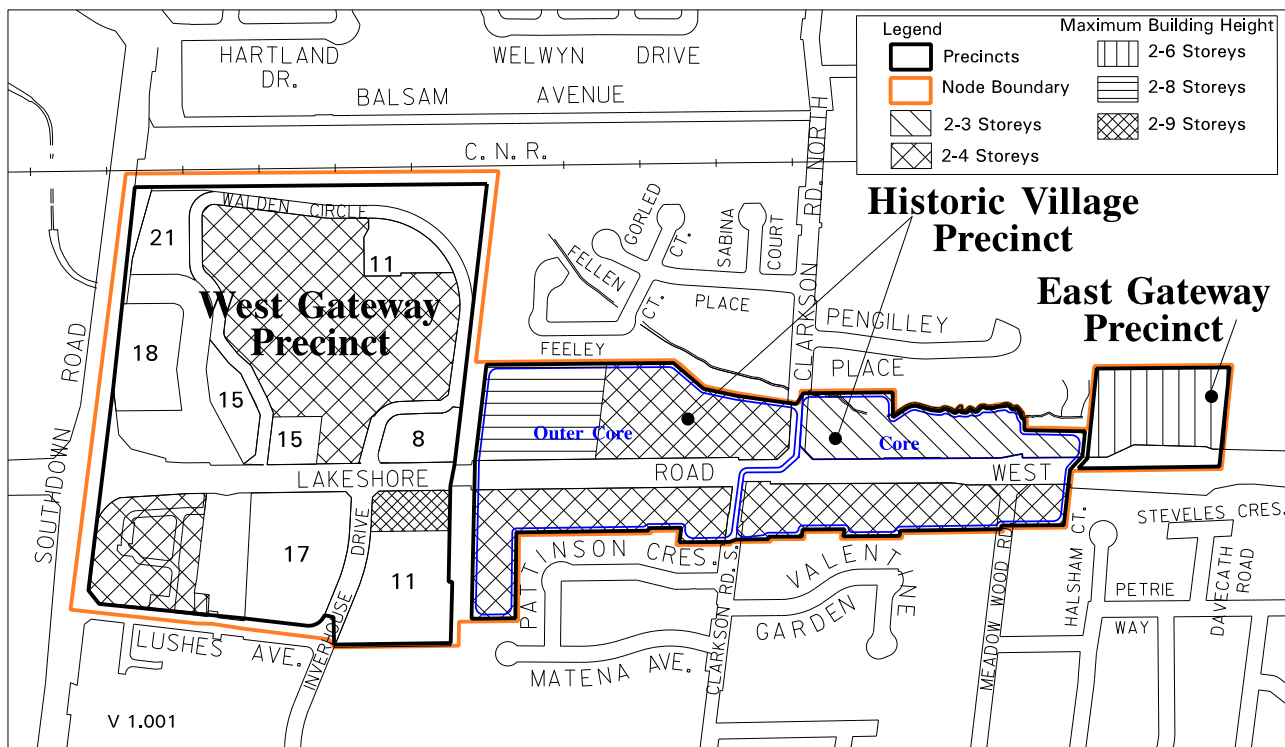 HARTLAND
DR.
WELWYN DRIVE
BALSAM AVENUE
C. N. R.
Legend
Precincts
Node Boundary
2-3 Storeys
2-4 Storeys
Maximum Building Height
2-6 Storeys
2-8 Storeys
2-9 Storeys
WALDEN CIRCLE
21
11
West Gateway
Precinct
18
15
15
8
SOUTHDOWN ROAD
GORLED CT.
SABINA COURT
FELLEN CT.
PLACE
FEELEY
CLARKSON RD. NORTH
Historic Village
Precinct
PENGILLEY
PLACE
East Gateway
Precinct
Outer Core
Core
LAKESHORE ROAD WEST
17
11
INVERHOUSE DRIVE
LUSHES AVE.
PATTINSON CRES.
MATENA AVE.
CLARKSON RD. S.
VALENTINE
GARDEN
MEADOW WOOD RD
HALSHAM CT.
STEVELES CRES.
PETRIE
WAY
DAVECATH ROAD
V 1.001